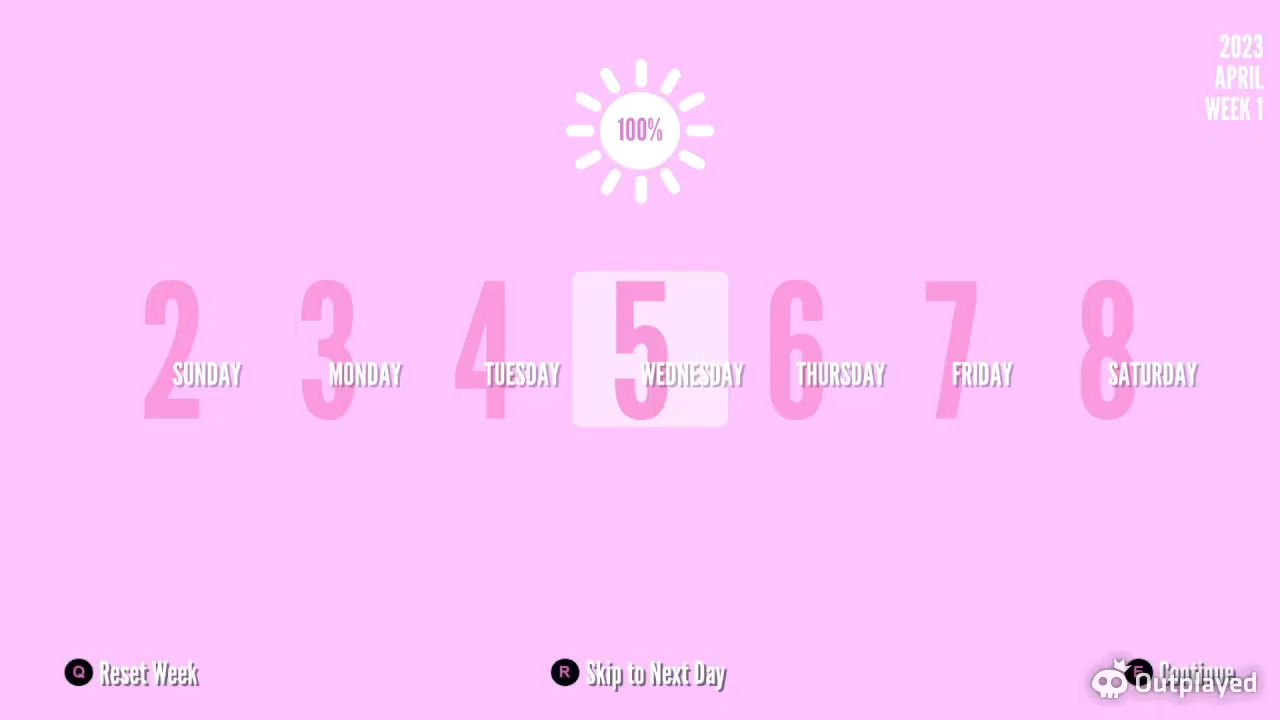 2023
APRIL
WEEK 1
100%
2 3 4 5 6 7 8
SUNDAY MONDAY TUESDAY WEDNESDAY THURSDAY FRIDAY SATURDAY
Q Reset Week
R Skip to Next Day
E Continue
Outplayed